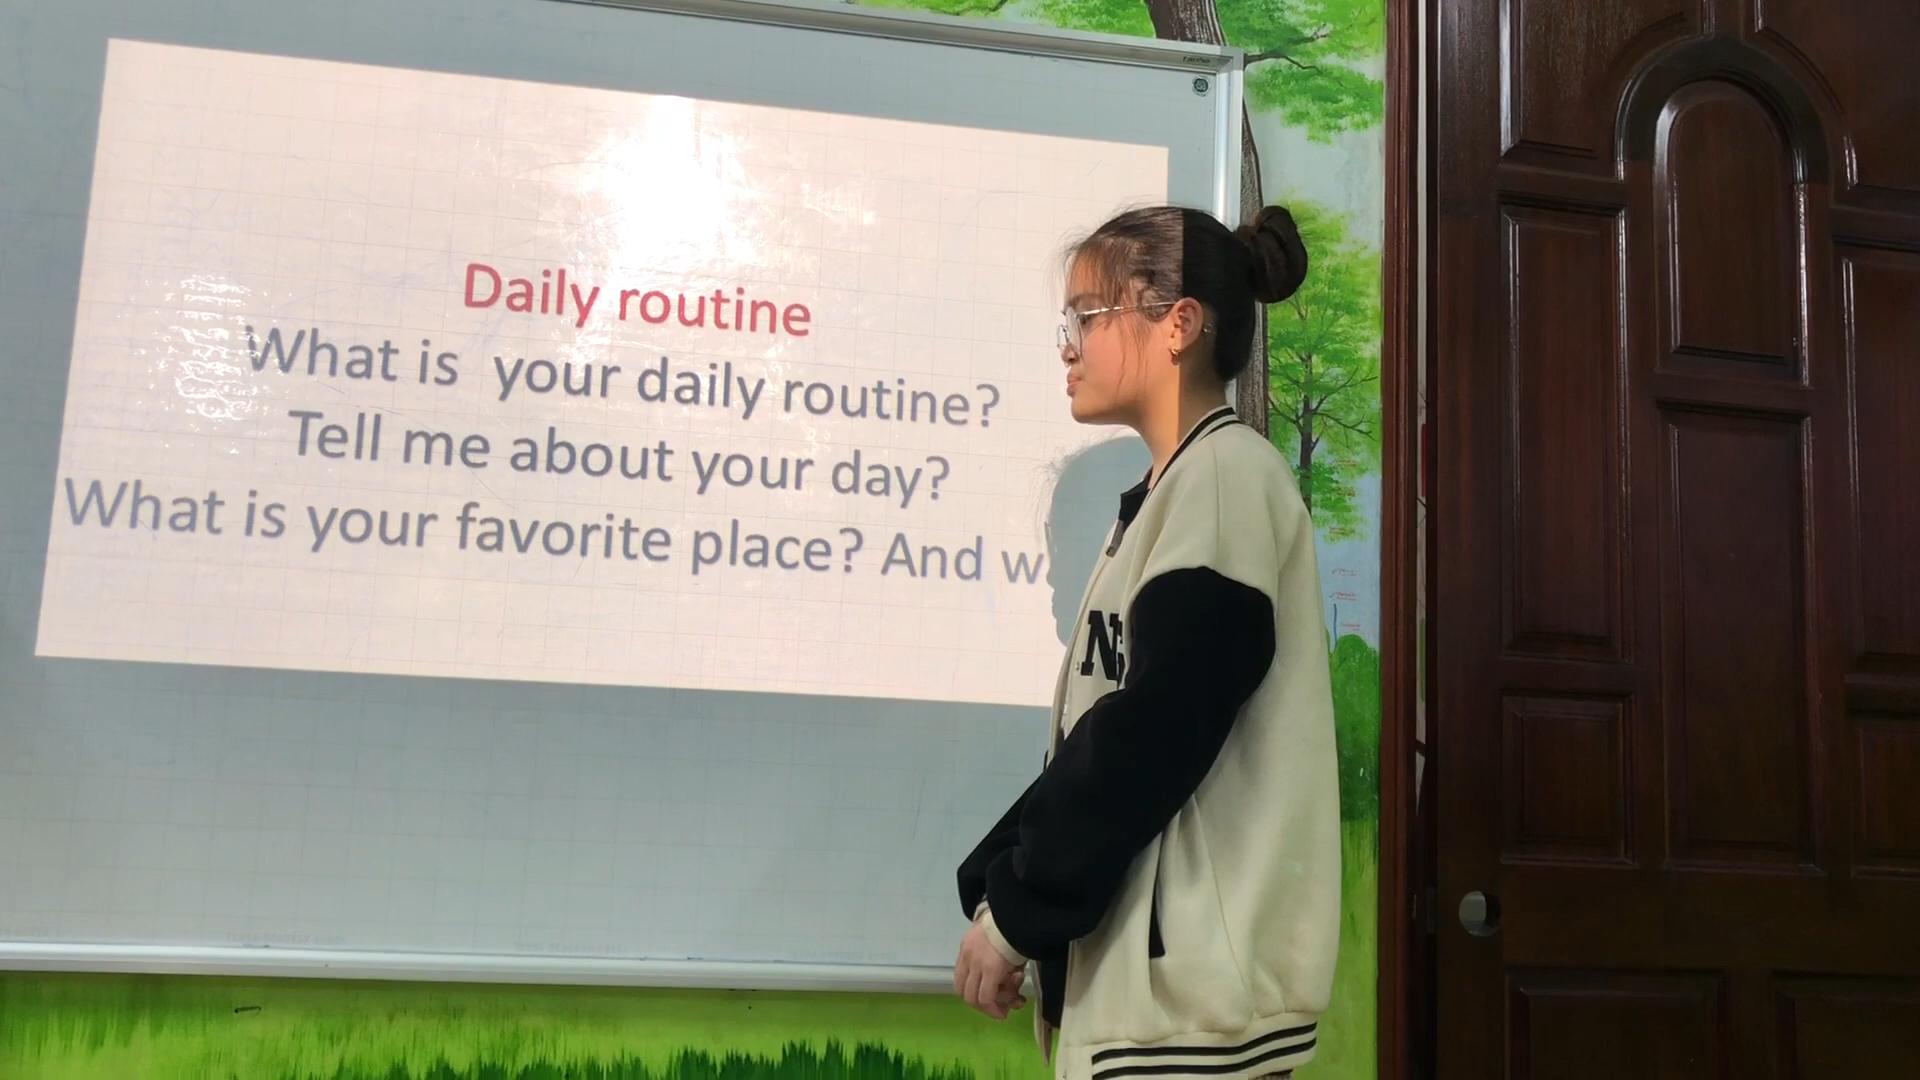 Daily routine
What is your daily routine?
Tell me about your day?
What is your favorite place? And w
N